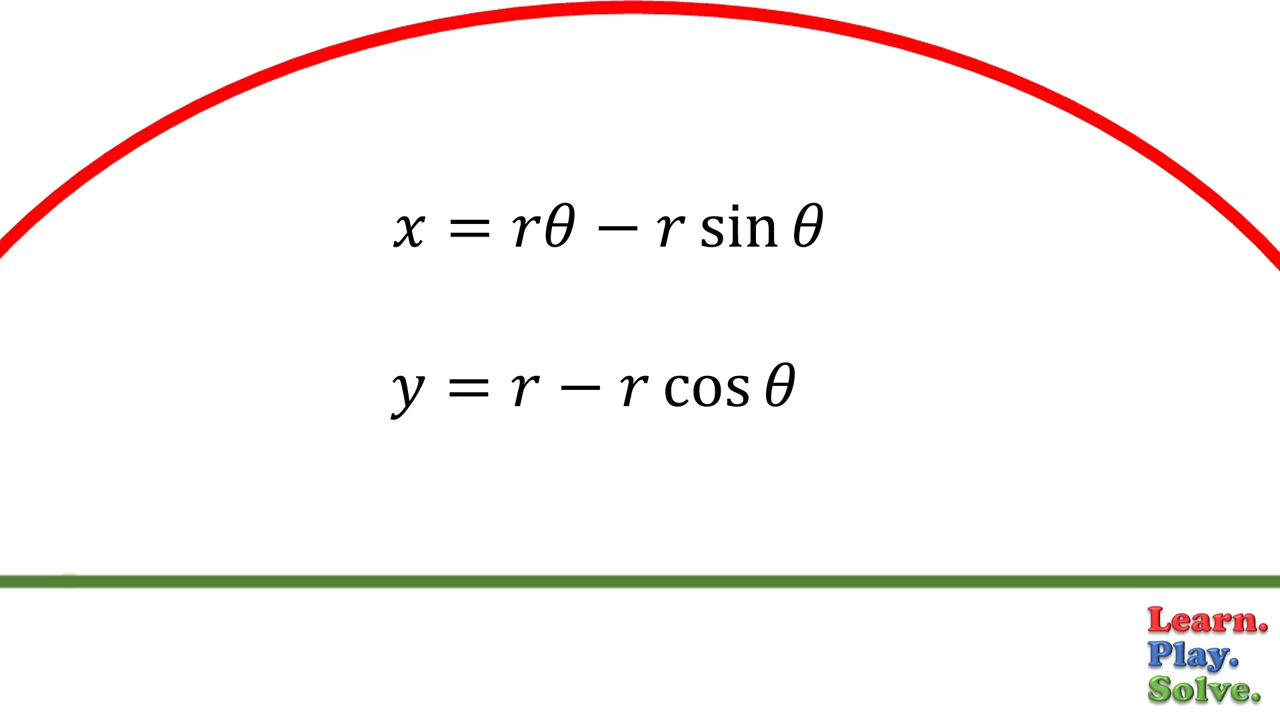 x = rθ − r sin θ
y = r − r cos θ
Learn.
Play.
Solve.